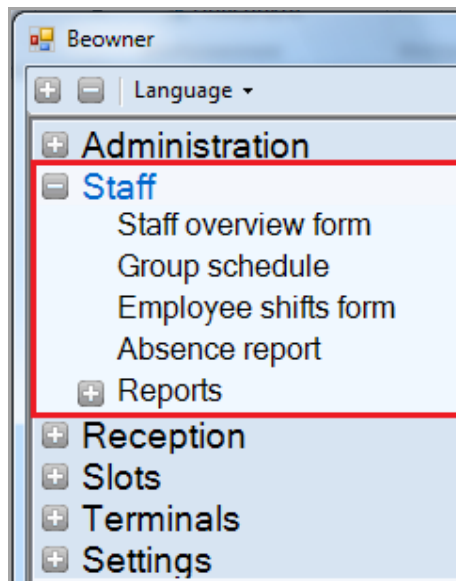 Beowner
Language
Administration
Staff
Staff overview form
Group schedule
Employee shifts form
Absence report
Reports
Reception
Slots
Terminals
Settings